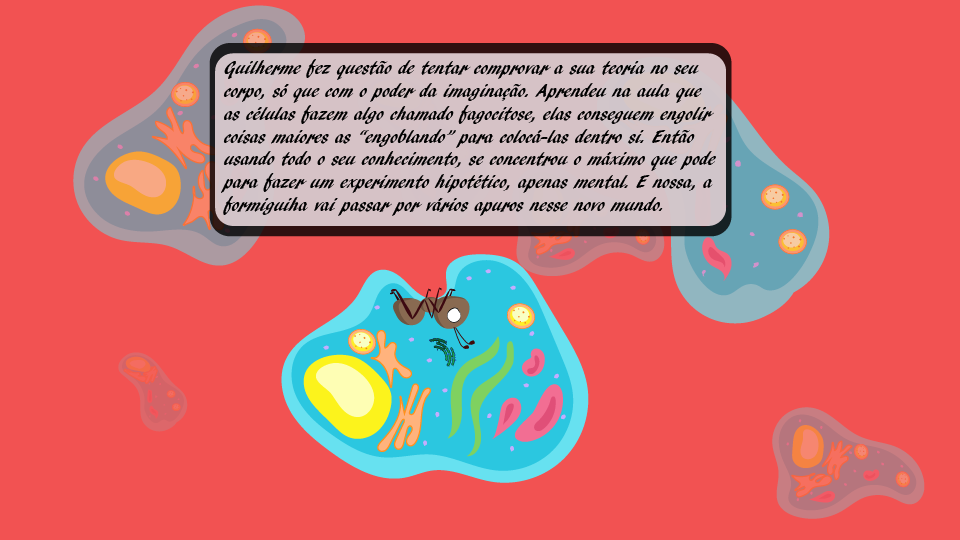 Guilherme fez questão de tentar comprovar a sua teoria no seu
corpo, só que com o poder da imaginação. Aprendeu na aula que
as células fazem algo chamado fagocitose, elas conseguem engolir
coisas maiores as “engoblando” para colocá-las dentro si. Então
usando todo o seu conhecimento, se concentrou o máximo que pode
para fazer um experimento hipotético, apenas mental. E nossa, a
formiguiha vai passar por vários apuros nesse novo mundo.